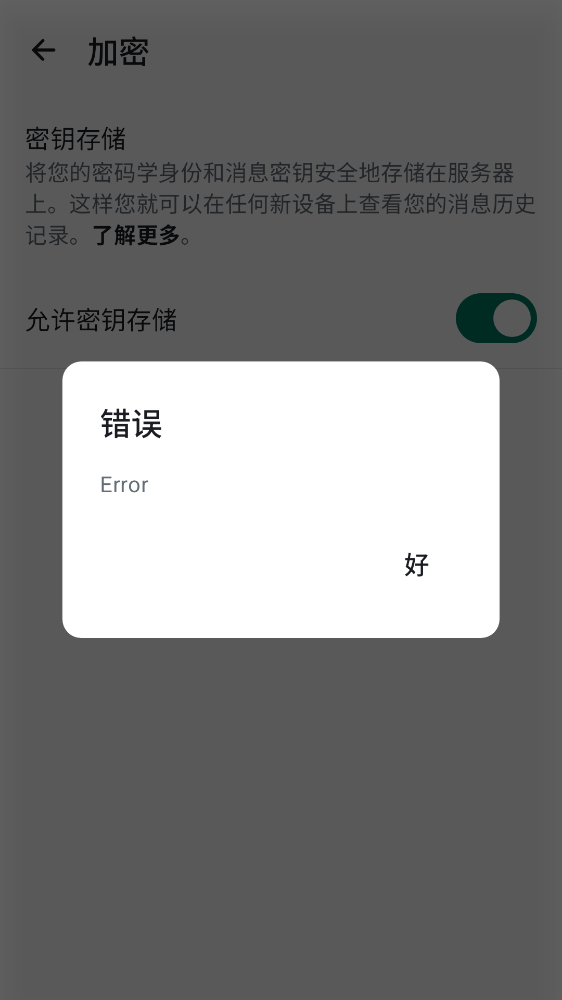 加密
密钥存储
将您的密码学身份和消息密钥安全地存储在服务器
上。这样您就可以在任何新设备上查看您的消息历史
记录。了解更多。
允许密钥存储
错误
Error
好